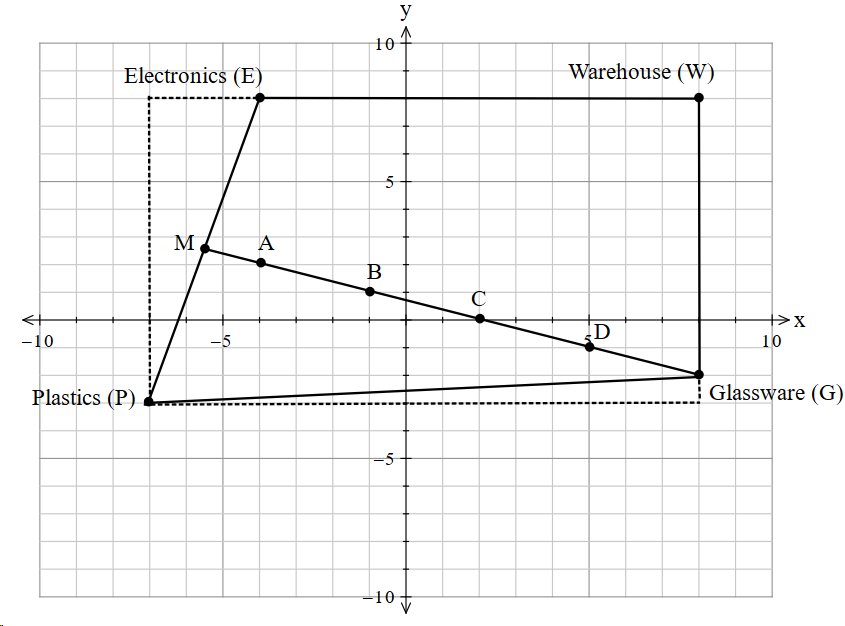 y
10
Electronics (E)
Warehouse (W)
5
M
A
B
C
D
x
−10
−5
5
10
Plastics (P)
Glassware (G)
−5
−10